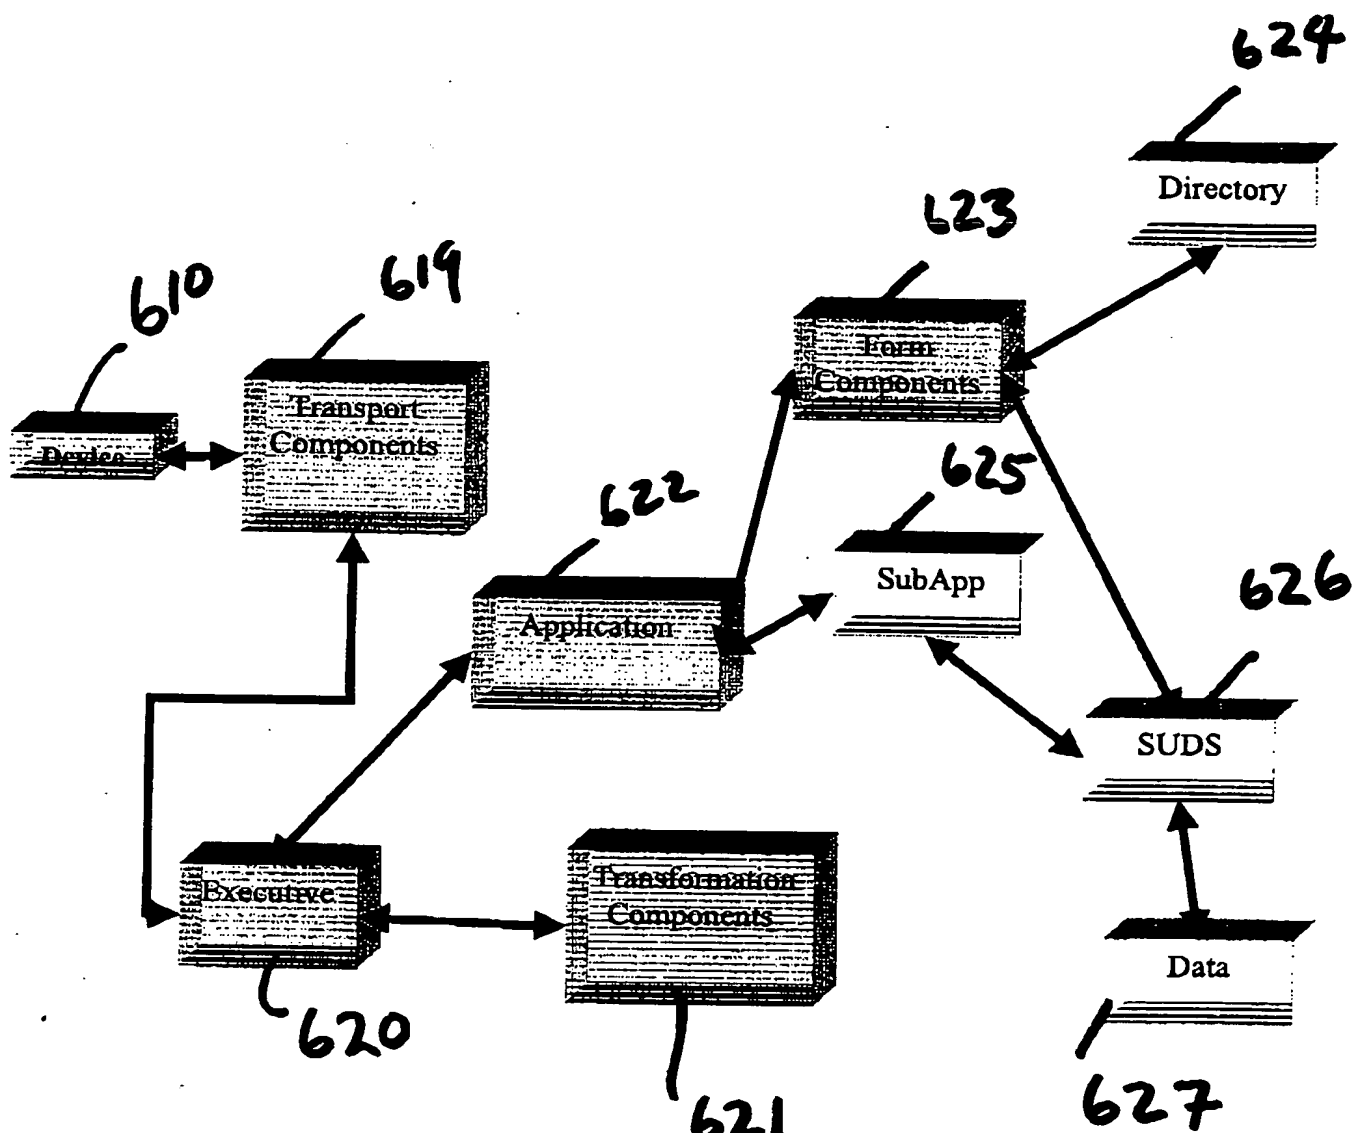 624
Directory
623
610
619
Form
Components
Transport
Components
Device
625
622
SubApp
626
Application
SUDS
Executive
Transformation
Components
Data
620
621
627